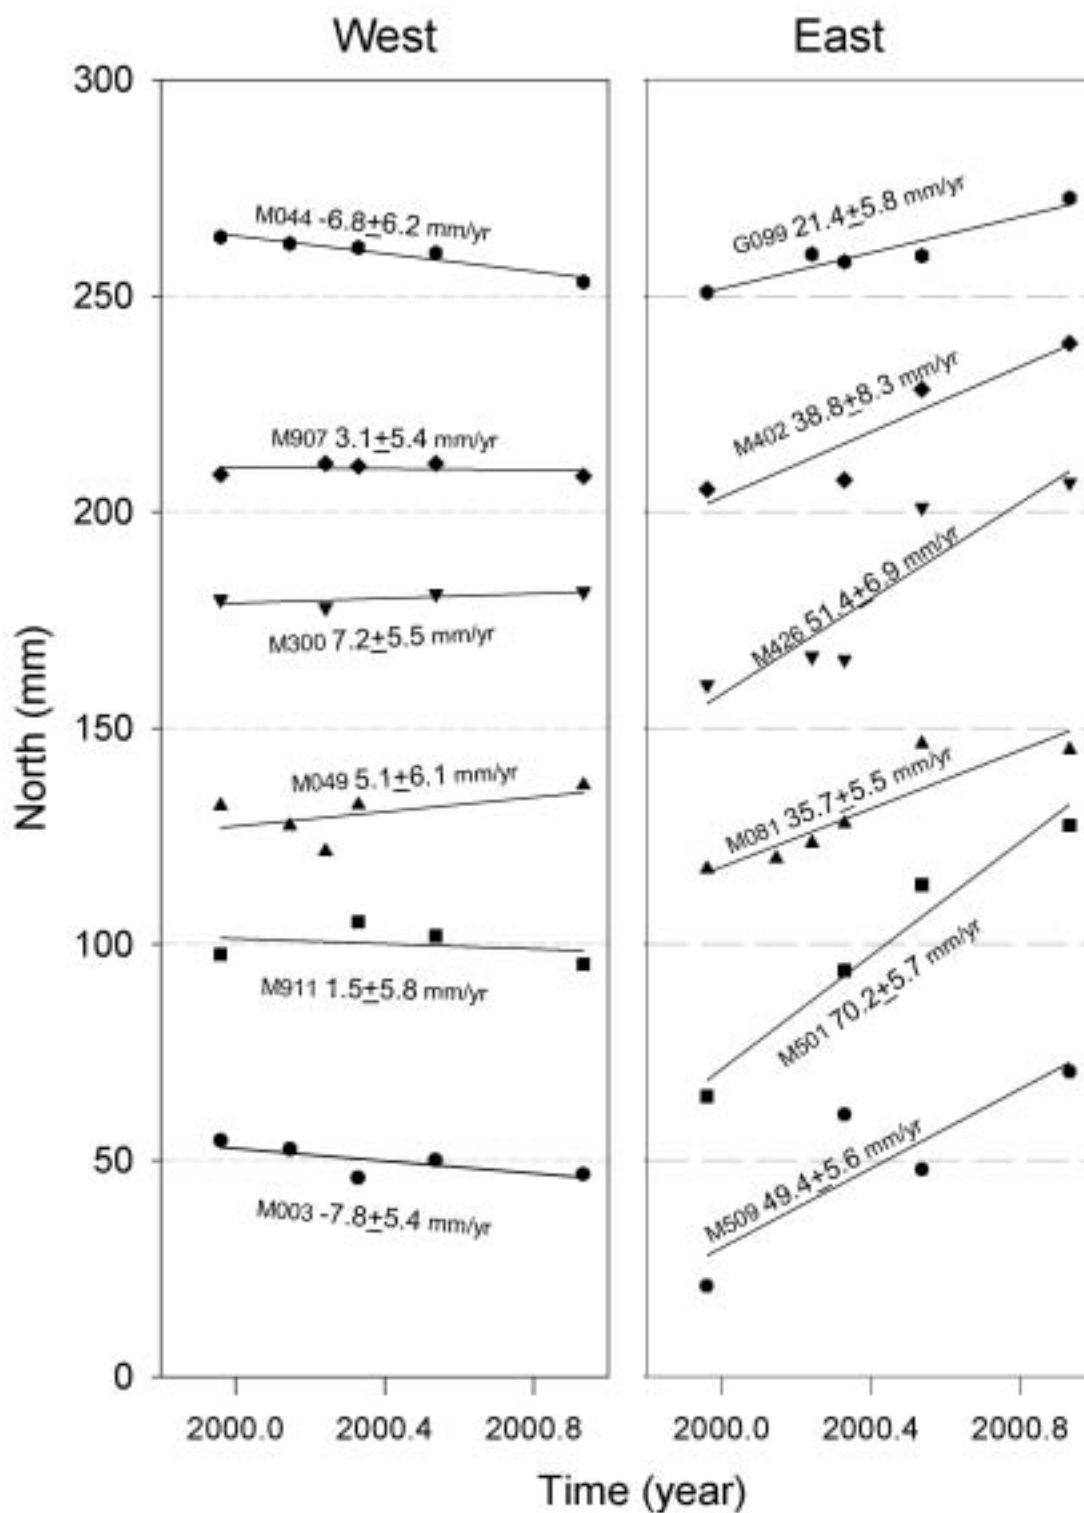 West
East
300
250
200
150
100
50
0
North (mm)
M044 -6.8±6.2 mm/yr
M907 3.1±5.4 mm/yr
M300 7.2±5.5 mm/yr
M049 5.1±6.1 mm/yr
M911 1.5±5.8 mm/yr
M003 -7.8±5.4 mm/yr
G099 21.4±5.8 mm/yr
M402 38.8±8.3 mm/yr
M426 51.4±6.9 mm/yr
M081 35.7±5.5 mm/yr
M501 70.2±5.7 mm/yr
M509 49.4±5.6 mm/yr
2000.0 2000.4 2000.8
2000.0 2000.4 2000.8
Time (year)